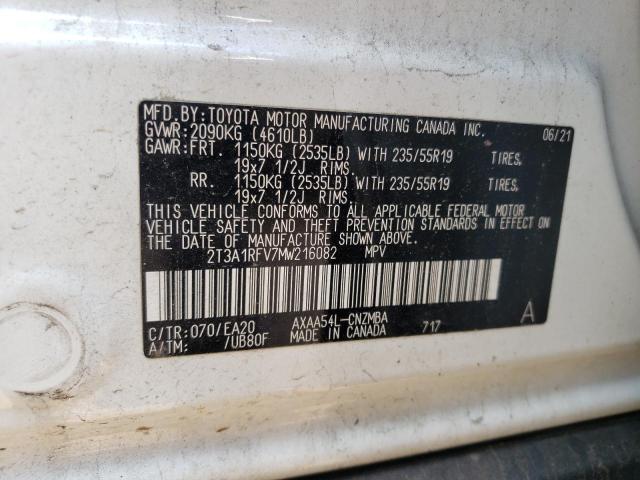 MFD.BY:TOYOTA MOTOR MANUFACTURING CANADA INC. 06/21
GVWR:2090KG (4610LB)
GAWR:FRT. 1150KG (2535LB) WITH 235/55R19 TIRES,
19x7 1/2J RIMS.
RR. 1150KG (2535LB) WITH 235/55R19 TIRES,
19x7 1/2J RIMS.
THIS VEHICLE CONFORMS TO ALL APPLICABLE FEDERAL MOTOR
VEHICLE SAFETY AND THEFT PREVENTION STANDARDS IN EFFECT ON
THE DATE OF MANUFACTURE SHOWN ABOVE.
2T3A1RFV7MW216082 MPV
C/TR:070/EA20 AXAA54L-CNZMBA
A/TM: /UB80F MADE IN CANADA 717 A